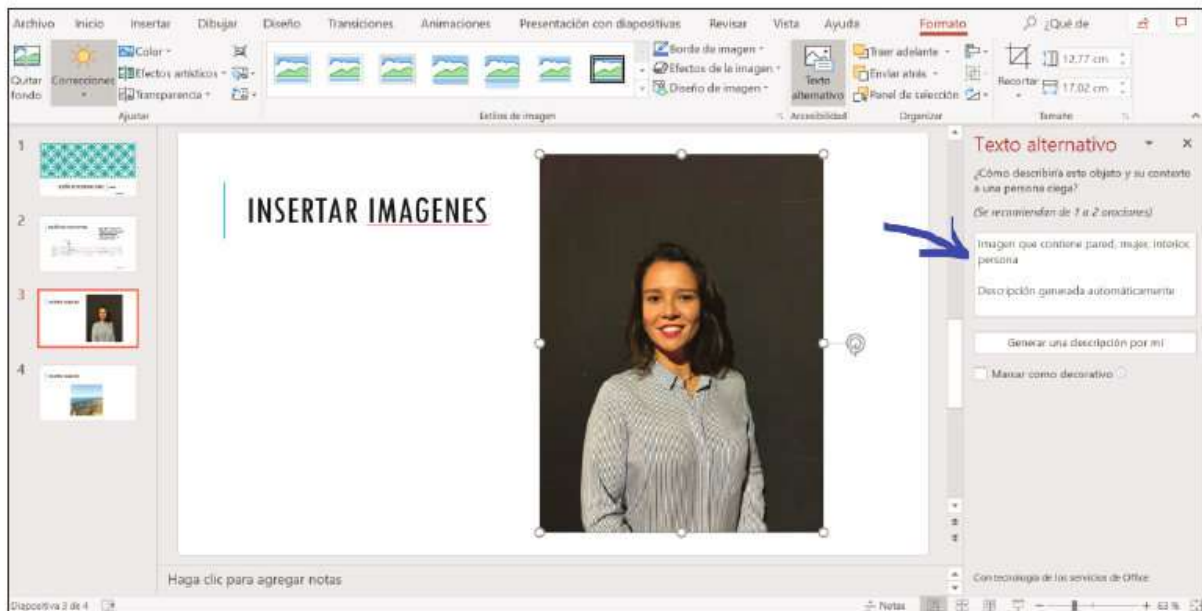 Archivo Inicio Insertar Dibujar Diseño Transiciones Animaciones Presentación con diapositivas Revisar Vista Ayuda Formato ¿Qué de
Quitar fondo
Correcciones
Color
Efectos artísticos
Transparencia
Ajustar
Estilos de imagen
Borde de imagen
Efectos de la imagen
Diseño de imagen
Texto alternativo
Accesibilidad
Traer adelante
Enviar atrás
Panel de selección
Organizar
Recortar
12.77 cm
17.02 cm
Tamaño
1
2
3
4
INSERTAR IMAGENES
Haga clic para agregar notas
Texto alternativo
¿Cómo describiría este objeto y su contexto
a una persona ciega?
(Se recomiendan de 1 a 2 oraciones)
Imagen que contiene pared, mujer, interior,
persona
Descripción generada automáticamente
Generar una descripción por mí
Marcar como decorativo
Con tecnología de los servicios de Office
Diapositiva 3 de 4
Notas
63 %